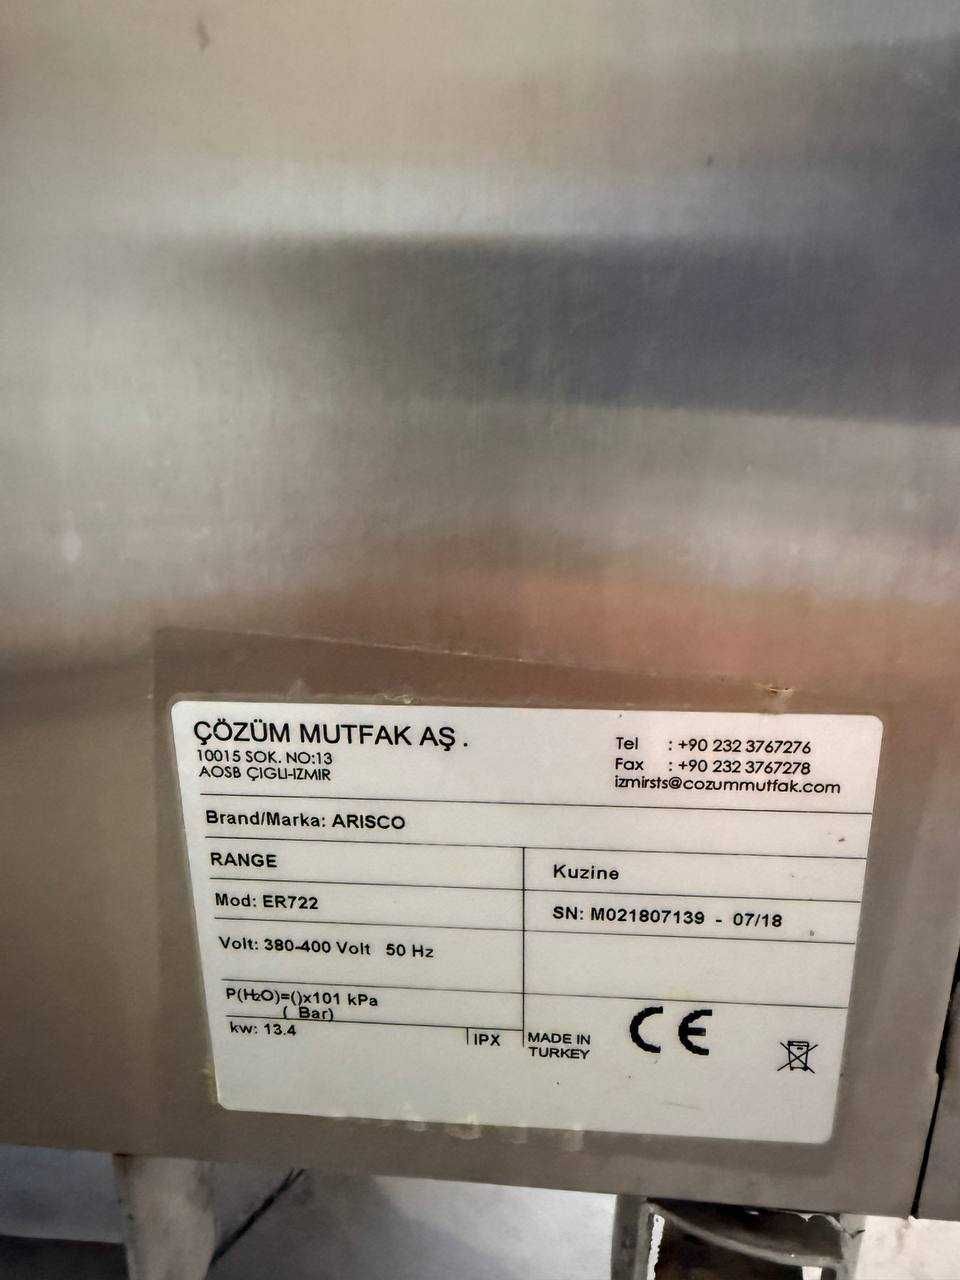 ÇÖZÜM MUTFAK AŞ .
10015 SOK. NO:13
AOSB ÇIGLI-IZMIR
Tel : +90 232 3767276
Fax : +90 232 3767278
izmirsts@cozummutfak.com
Brand/Marka: ARISCO
RANGE
Kuzine
Mod: ER722
SN: M021807139 - 07/18
Volt: 380-400 Volt 50 Hz
P(H2O)=()x101 kPa
( Bar)
kw: 13.4
IPX
MADE IN
TURKEY
CE